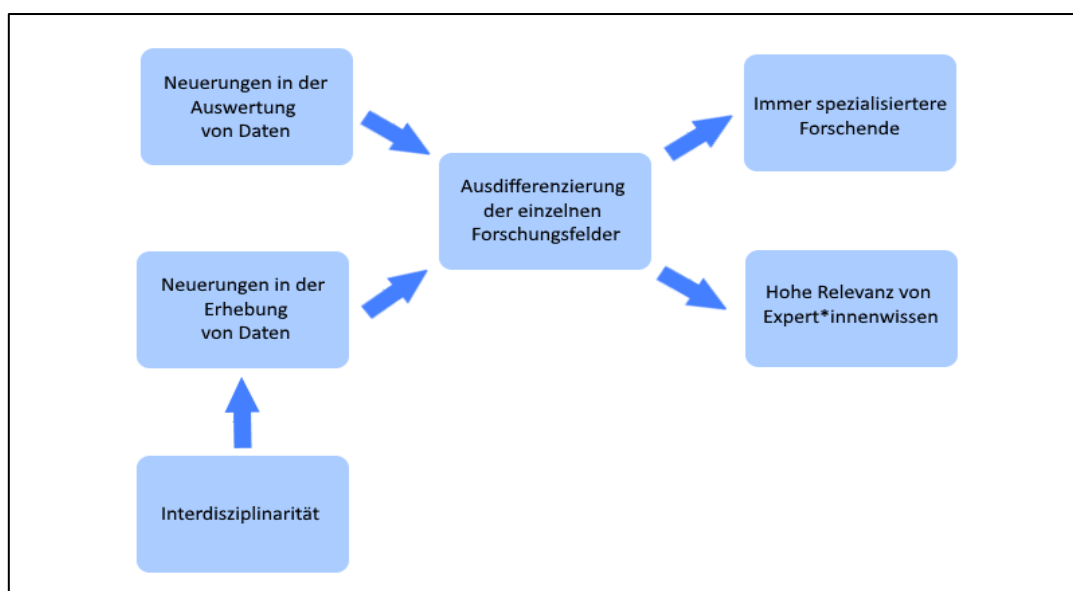 Neuerungen in der
Auswertung
von Daten
Immer spezialisiertere
Forschende
Ausdifferenzierung
der einzelnen
Forschungsfelder
Neuerungen in der
Erhebung
von Daten
Hohe Relevanz von
Expert*innenwissen
Interdisziplinarität